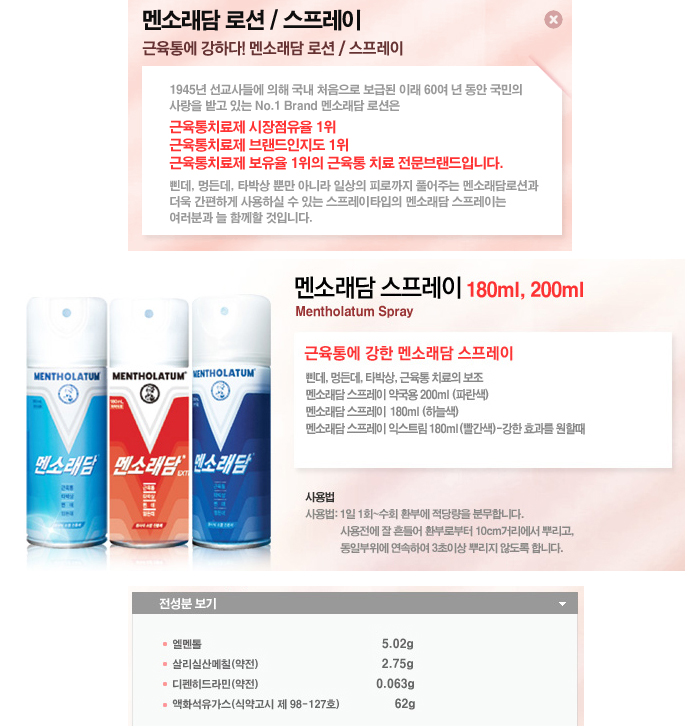 멘소래담 로션 / 스프레이
근육통에 강하다! 멘소래담 로션 / 스프레이
1945년 선교사들에 의해 국내 처음으로 보급된 이래 60여 년 동안 국민의
사랑을 받고 있는 No.1 Brand 멘소래담 로션은
근육통치료제 시장점유율 1위
근육통치료제 브랜드인지도 1위
근육통치료제 보유율 1위의 근육통 치료 전문브랜드입니다.
삔데, 멍든데, 타박상 뿐만 아니라 일상의 피로까지 풀어주는 멘소래담로션과
더욱 간편하게 사용하실 수 있는 스프레이타입의 멘소래담 스프레이는
여러분과 늘 함께할 것입니다.
멘소래담 스프레이 180ml, 200ml
Mentholatum Spray
근육통에 강한 멘소래담 스프레이
삔데, 멍든데, 타박상, 근육통 치료의 보조
멘소래담 스프레이 약국용 200ml (파란색)
멘소래담 스프레이 180ml (하늘색)
멘소래담 스프레이 익스트림 180ml (빨간색)-강한 효과를 원할때
MENTHOLATUM
MENTHOLATUM
MENTHOLATUM
멘소래담
멘소래담
멘소래담
사용법
사용법: 1일 1회~수회 환부에 적당량을 분무합니다.
사용전에 잘 흔들어 환부로부터 10cm거리에서 뿌리고,
동일부위에 연속하여 3초이상 뿌리지 않도록 합니다.
전성분 보기
엘멘톨 5.02g
살리실산메칠(약전) 2.75g
디펜히드라민(약전) 0.063g
액화석유가스(식약고시 제 98-127호) 62g